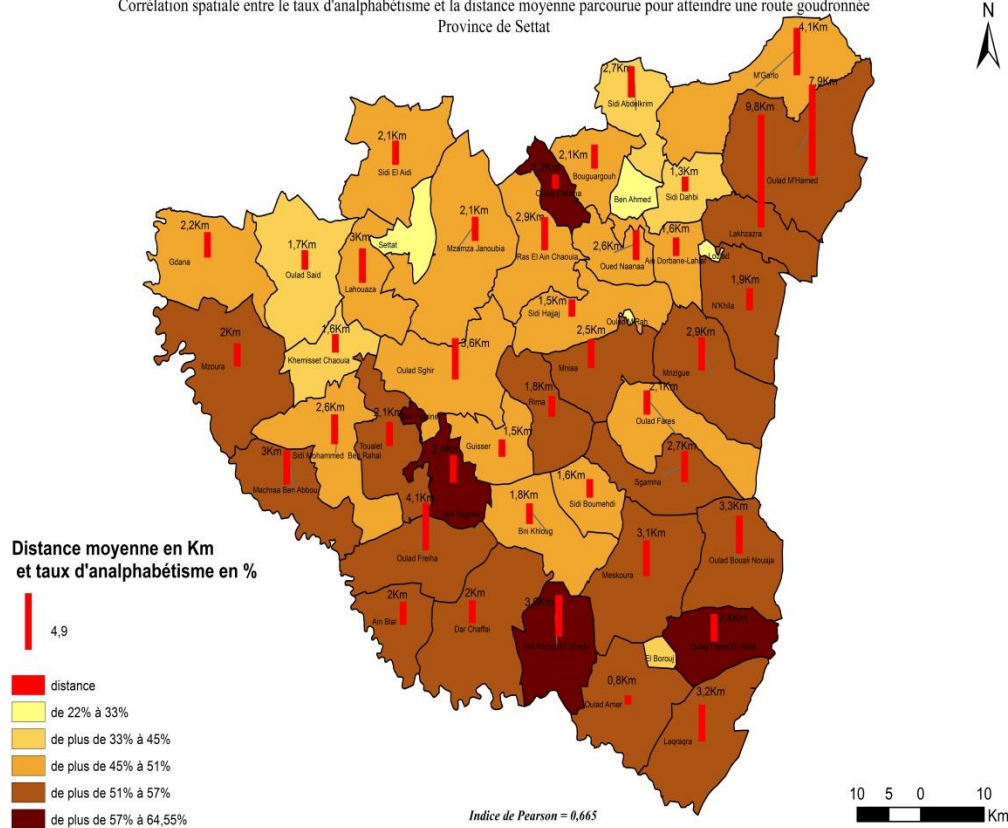 Corrélation spatiale entre le taux d'analphabétisme et la distance moyenne parcourue pour atteindre une route goudronnée
Province de Settat
N
4,1Km
M'Garto
2,7Km
Sidi Abdelkrim
7,9Km
9,8Km
Oulad M'Hamed
2,1Km
Sidi El Aidi
2,1Km
Bouguargouh
1,3Km
Sidi Dahbi
Ben Ahmed
2,2Km
Gdana
1,7Km
Oulad Said
3Km
Lahouaza
Settat
2,1Km
Mzamza Janoubia
2,9Km
Ras El Ain Chaouia
2,6Km
Oued Naanaa
1,6Km
Ain Dorbane-Lahlaf
Lakhzazra
1,9Km
N'Khila
1,5Km
Sidi Hajjaj
2Km
Mzoura
1,6Km
Khemisset Chaouia
3,6Km
Oulad Sghir
2,5Km
Mniaa
2,9Km
Mrizigue
1,8Km
Rima
2,1Km
Oulad Fares
2,6Km
Sidi Mohammed Ben Rahal
2,1Km
Toualet
1,5Km
Guisser
2,7Km
Sgamna
3Km
Machraa Ben Abbou
2,4Km
1,6Km
Sidi Boumehdi
1,8Km
Bni Khloug
4,1Km
Oulad Freiha
3,1Km
Meskoura
3,3Km
Oulad Bouali Nouaja
2Km
Ain Blal
2Km
Dar Chaffai
2,4Km
El Borouj
0,8Km
Oulad Amer
3,2Km
Laqraqra
Distance moyenne en Km
et taux d'analphabétisme en %
4,9
distance
de 22% à 33%
de plus de 33% à 45%
de plus de 45% à 51%
de plus de 51% à 57%
de plus de 57% à 64,55%
Indice de Pearson = 0,665
10 5 0 10
Km